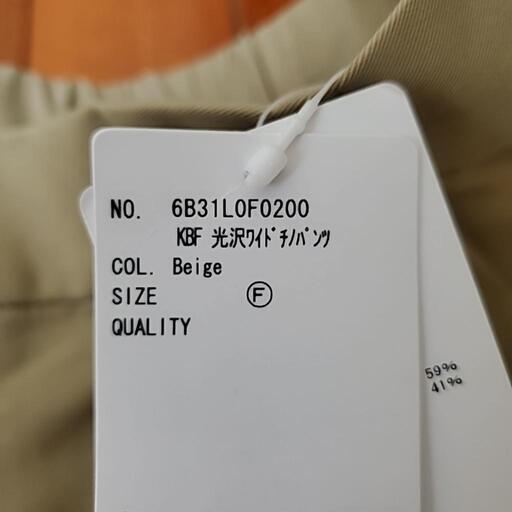 NO. 6B31L0F0200
KBF 光沢ﾜｲﾄﾞﾁﾉﾊﾟﾝﾂ
COL. Beige
SIZE Ⓕ
QUALITY
59%
41%